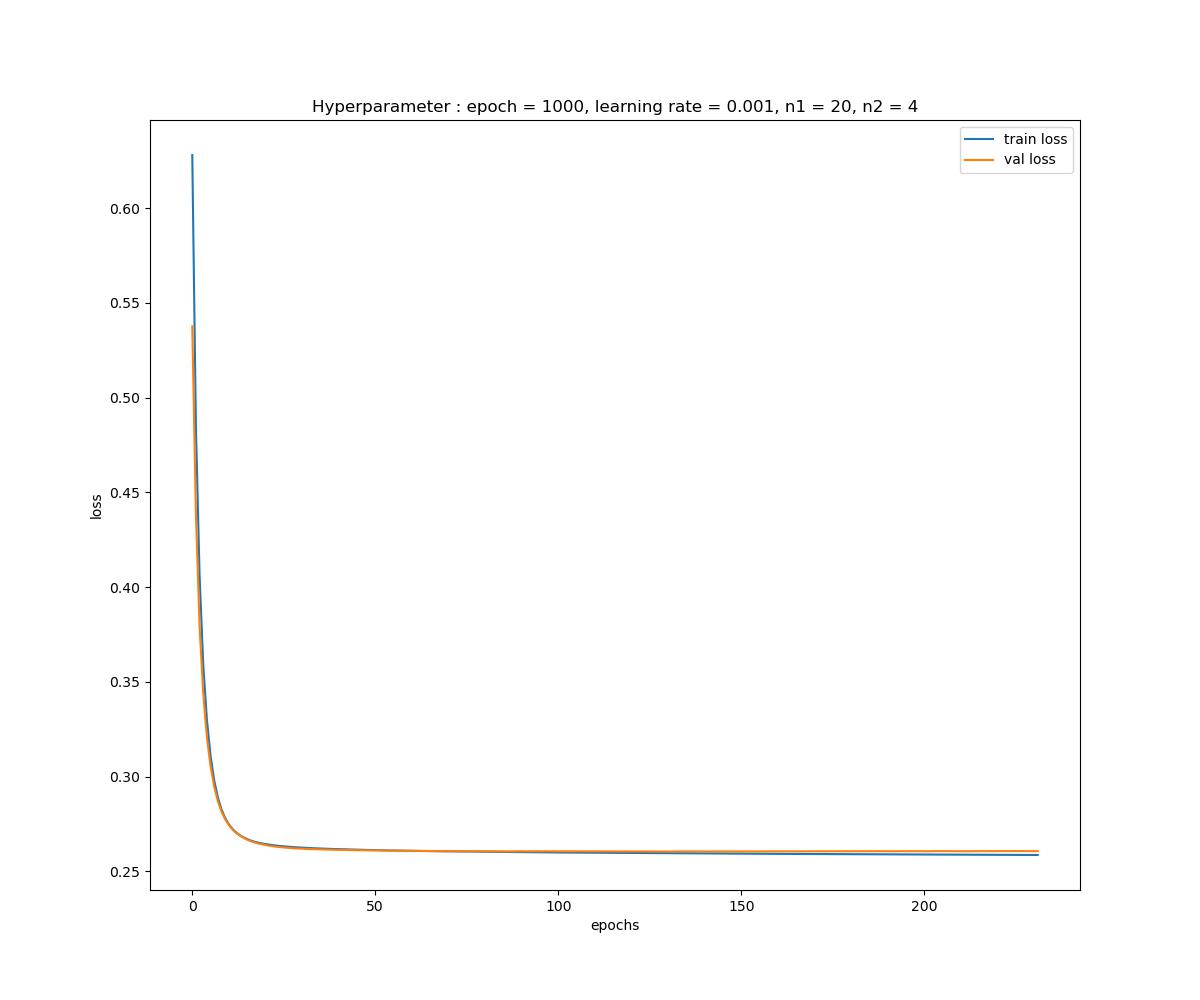 Hyperparameter : epoch = 1000, learning rate = 0.001, n1 = 20, n2 = 4
train loss
val loss
0.60
0.55
0.50
0.45
0.40
0.35
0.30
0.25
loss
0 50 100 150 200
epochs